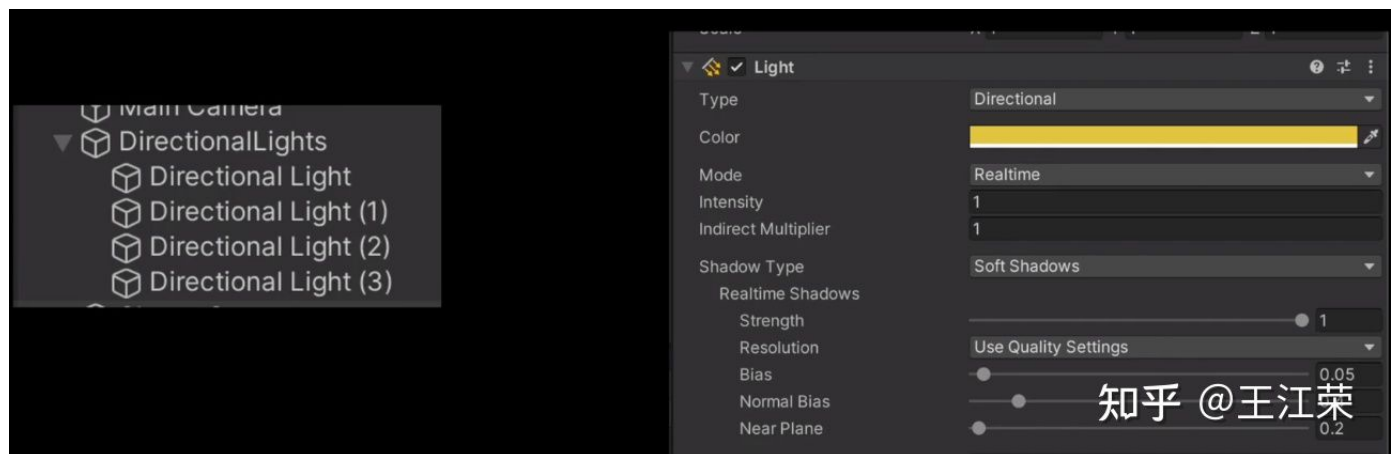 Main Camera
DirectionalLights
Directional Light
Directional Light (1)
Directional Light (2)
Directional Light (3)
Light
Type Directional
Color
Mode Realtime
Intensity 1
Indirect Multiplier 1
Shadow Type Soft Shadows
Realtime Shadows
Strength 1
Resolution Use Quality Settings
Bias 0.05
Normal Bias
Near Plane 0.2
知乎 @王江荣